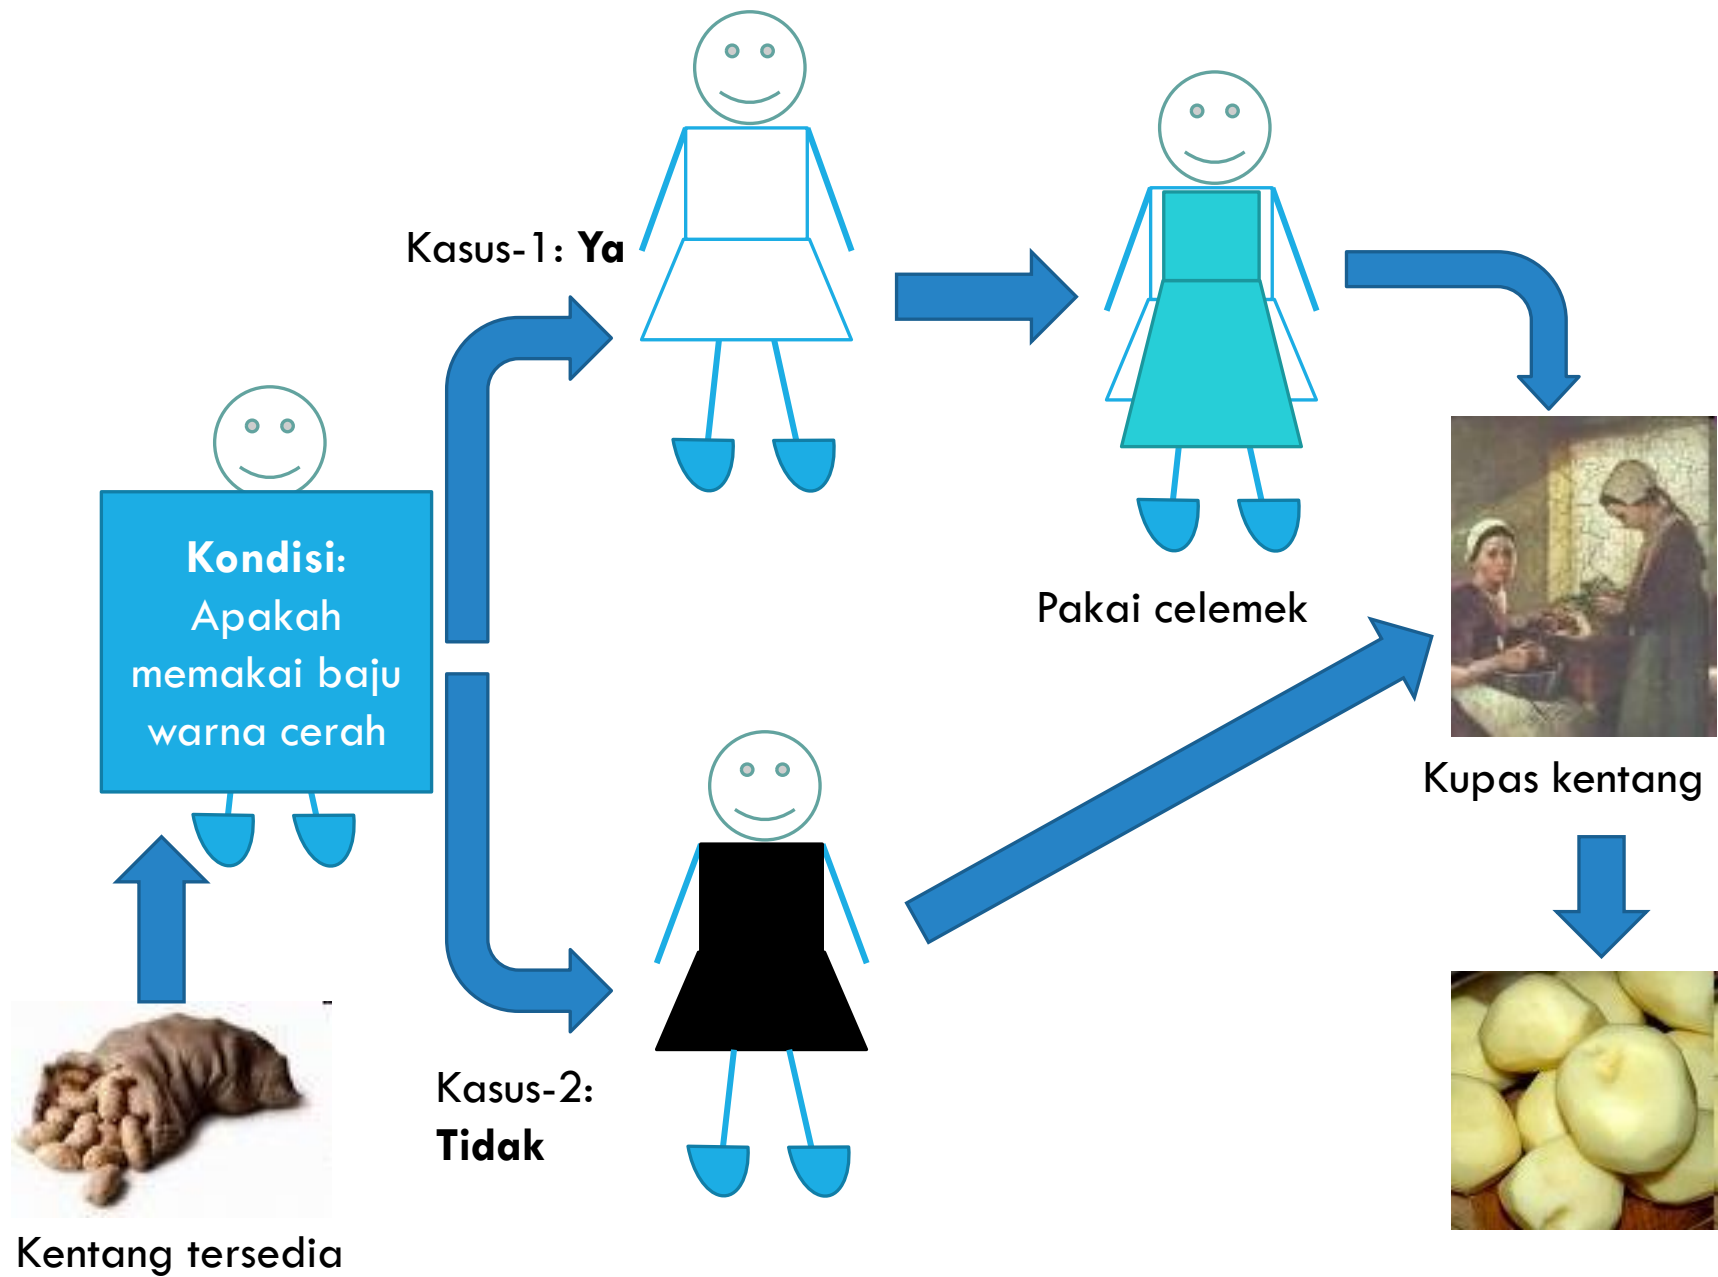 Kasus-1: Ya
Kondisi:
Apakah
memakai baju
warna cerah
Pakai celemek
Kupas kentang
Kasus-2:
Tidak
Kentang tersedia